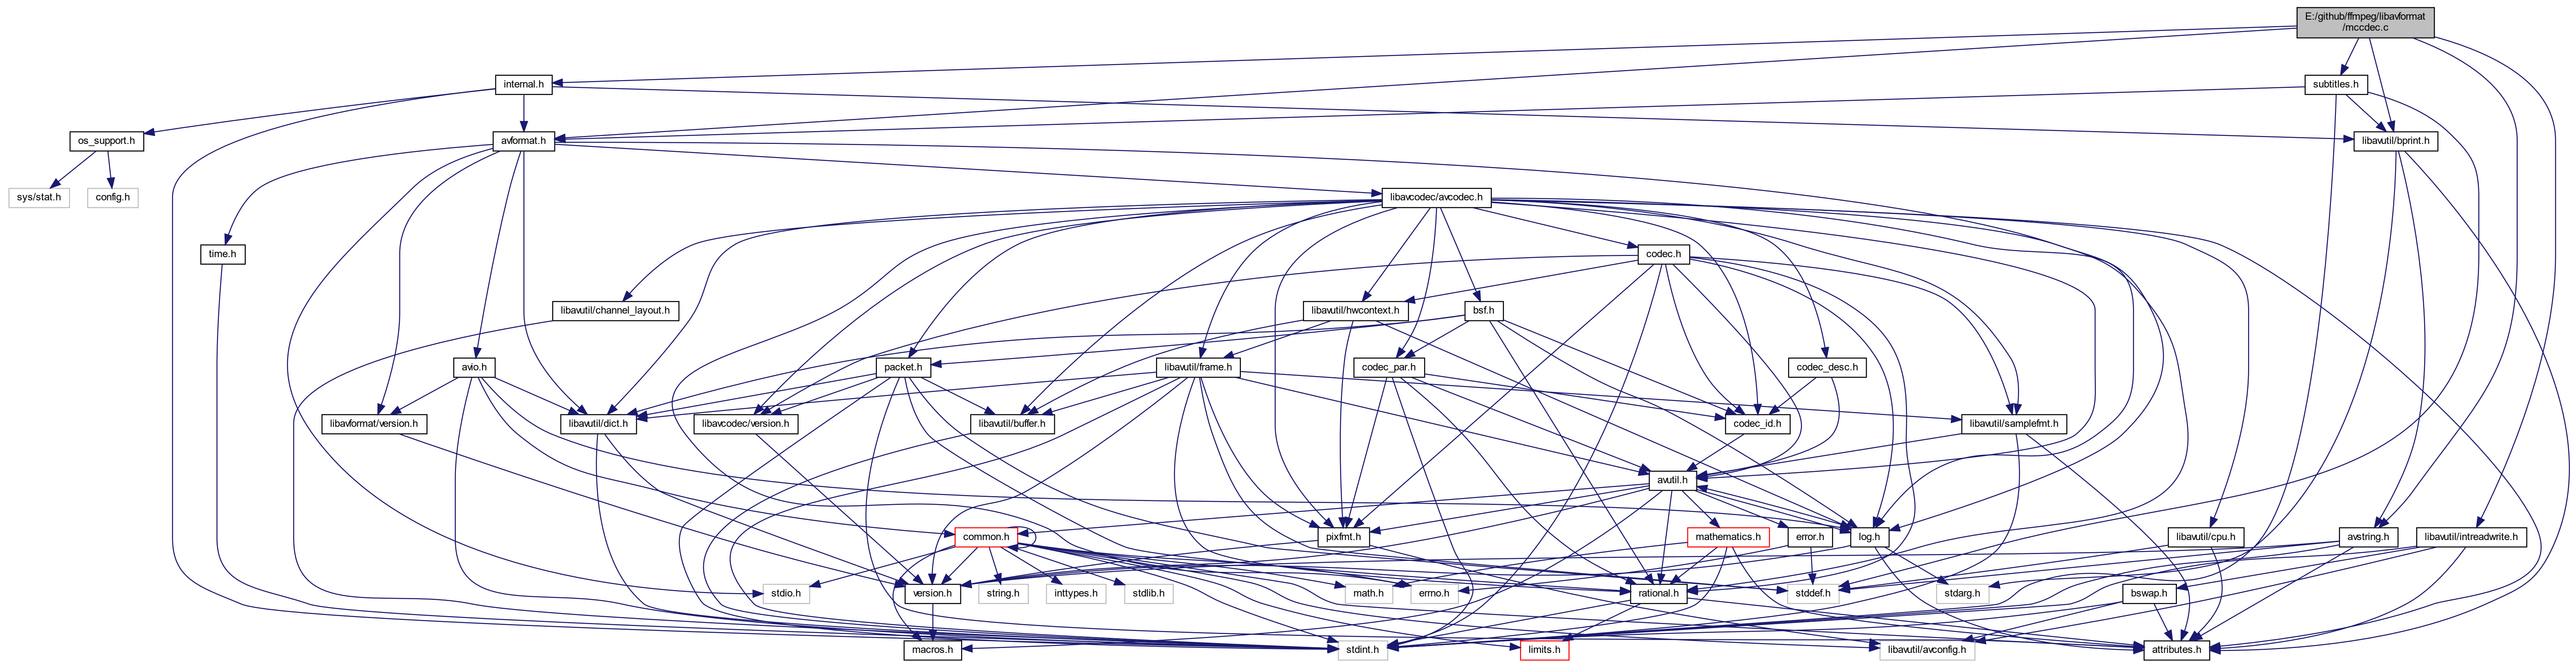 E:/github/ffmpeg/libavformat
/mccdec.c
internal.h
subtitles.h
os_support.h
avformat.h
libavutil/bprint.h
sys/stat.h
config.h
libavcodec/avcodec.h
time.h
codec.h
libavutil/channel_layout.h
libavutil/hwcontext.h
bsf.h
avio.h
packet.h
libavutil/frame.h
codec_par.h
codec_desc.h
libavformat/version.h
libavutil/dict.h
libavcodec/version.h
libavutil/buffer.h
codec_id.h
libavutil/samplefmt.h
avutil.h
common.h
pixfmt.h
mathematics.h
error.h
log.h
libavutil/cpu.h
avstring.h
libavutil/intreadwrite.h
stdio.h
version.h
string.h
inttypes.h
stdlib.h
math.h
errno.h
rational.h
stddef.h
stdarg.h
bswap.h
macros.h
stdint.h
limits.h
libavutil/avconfig.h
attributes.h